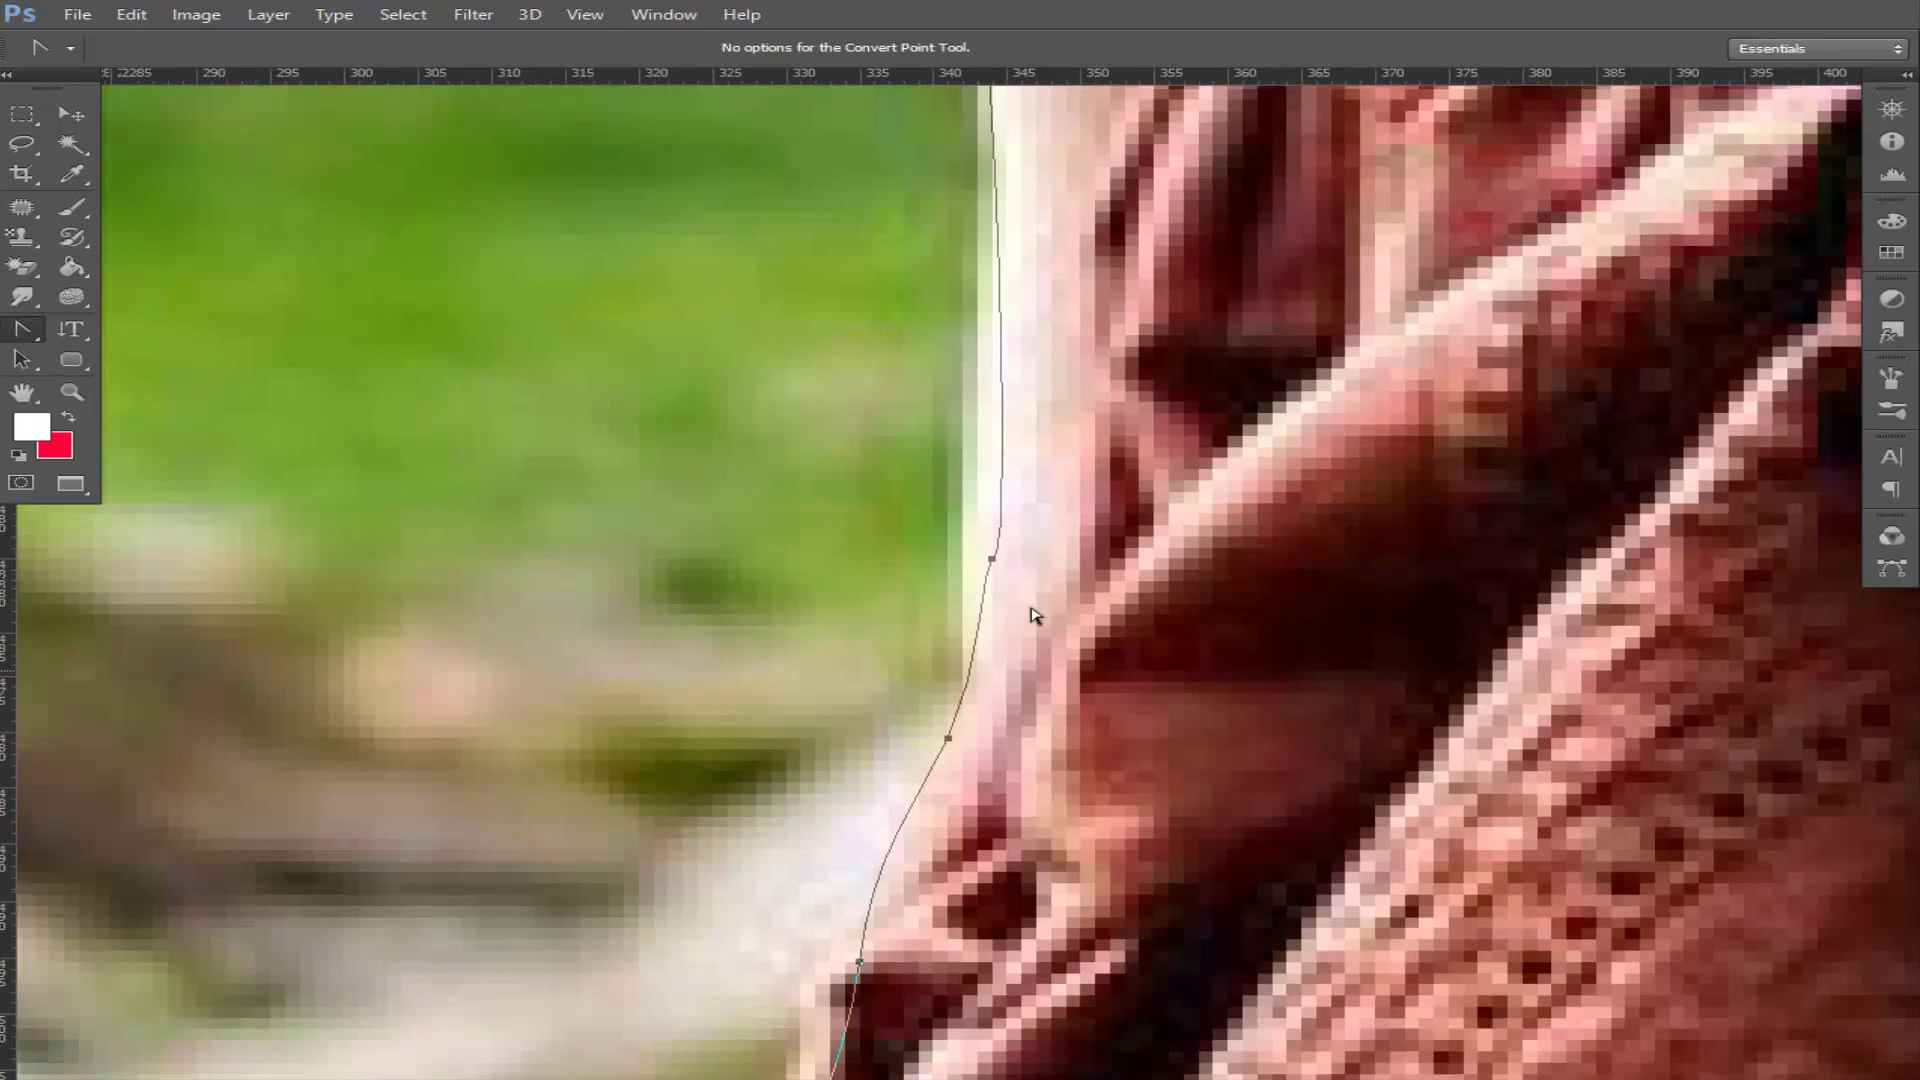 Ps File Edit Image Layer Type Select Filter 3D View Window Help
No options for the Convert Point Tool.
Essentials
285 290 295 300 305 310 315 320 325 330 335 340 345 350 355 360 365 370 375 380 385 390 395 400
T
A